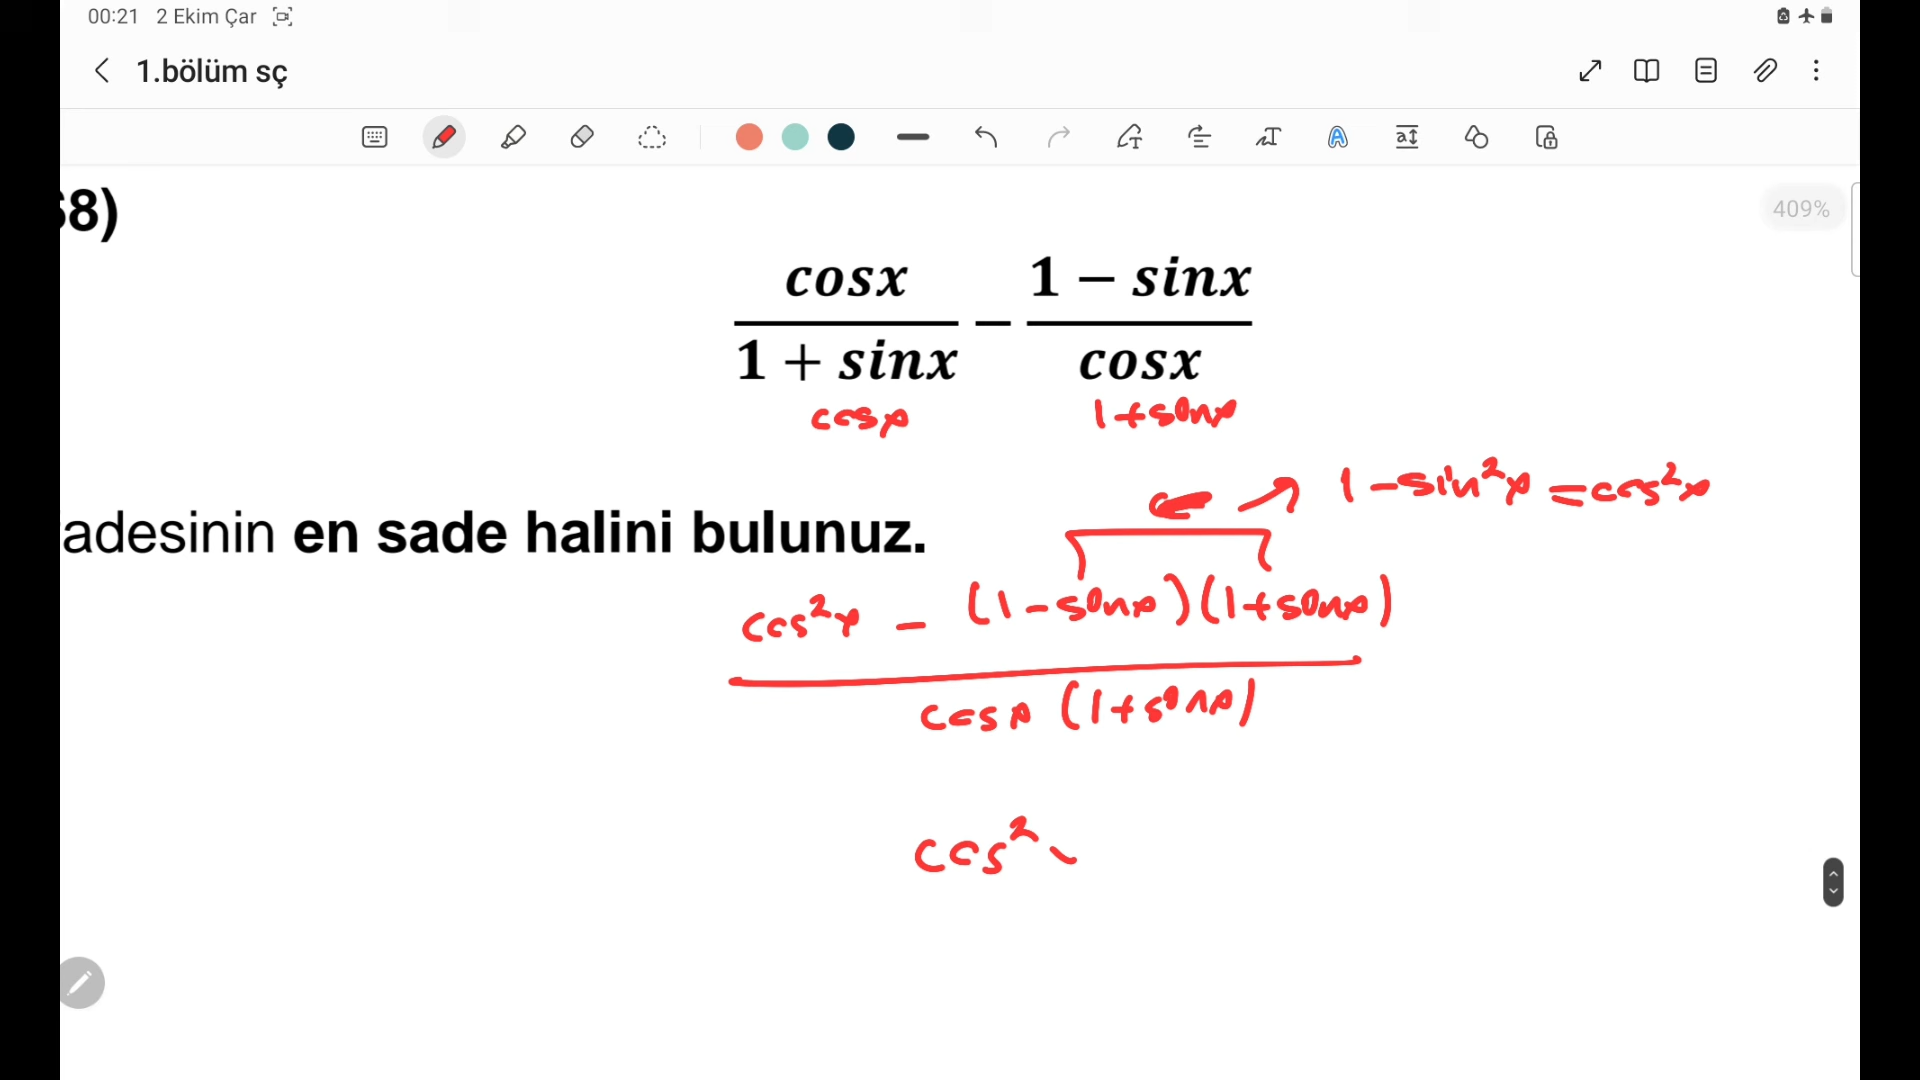 00:21 2 Ekim Çar
1.bölüm sç
68)
409%
cosx / 1 + sinx − 1 − sinx / cosx
cosx 1+sinx
1-sin²x = cos²x
adesinin en sade halini bulunuz.
cos²x - (1-sinx)(1+sinx)
cosx (1+sinx)
cos²